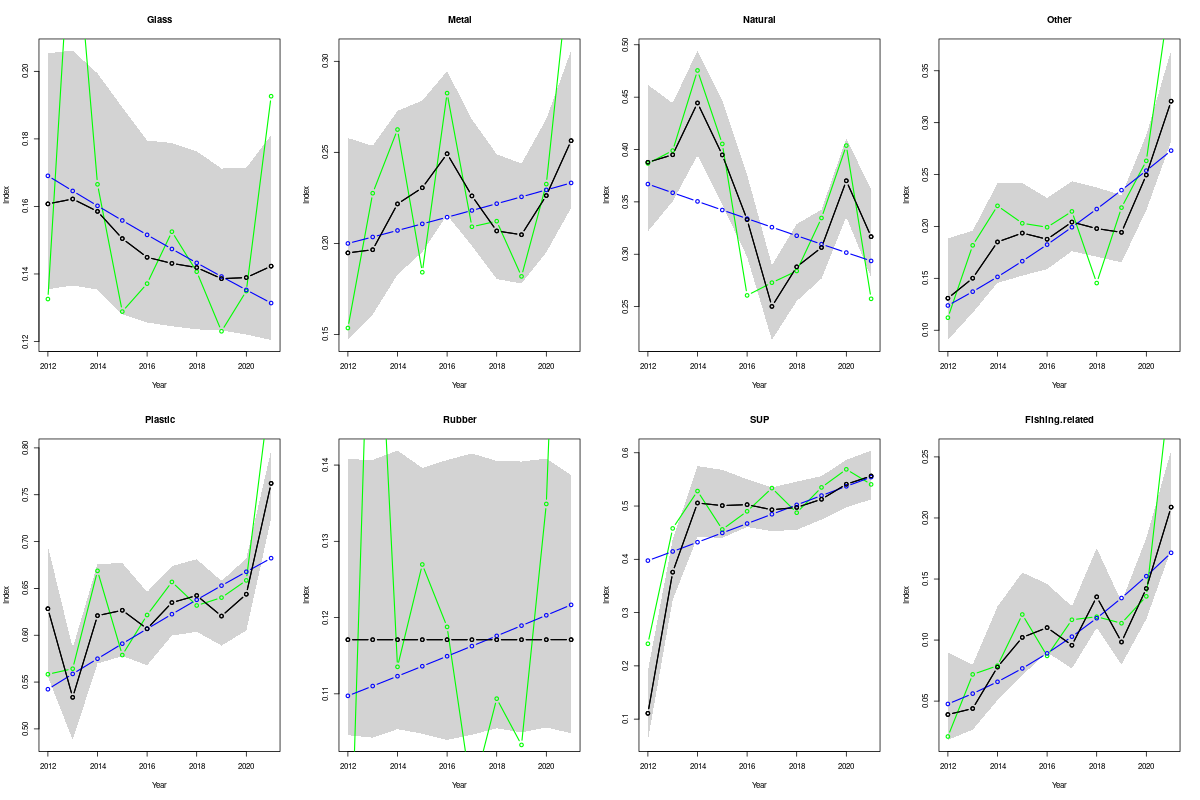 Glass
Metal
Natural
Other
Index
0.12 0.14 0.16 0.18 0.20
2012 2014 2016 2018 2020
Year
Index
0.15 0.20 0.25 0.30
2012 2014 2016 2018 2020
Year
Index
0.25 0.30 0.35 0.40 0.45 0.50
2012 2014 2016 2018 2020
Year
Index
0.10 0.15 0.20 0.25 0.30 0.35
2012 2014 2016 2018 2020
Year
Plastic
Rubber
SUP
Fishing.related
Index
0.50 0.55 0.60 0.65 0.70 0.75 0.80
2012 2014 2016 2018 2020
Year
Index
0.11 0.12 0.13 0.14
2012 2014 2016 2018 2020
Year
Index
0.1 0.2 0.3 0.4 0.5 0.6
2012 2014 2016 2018 2020
Year
Index
0.05 0.10 0.15 0.20 0.25
2012 2014 2016 2018 2020
Year